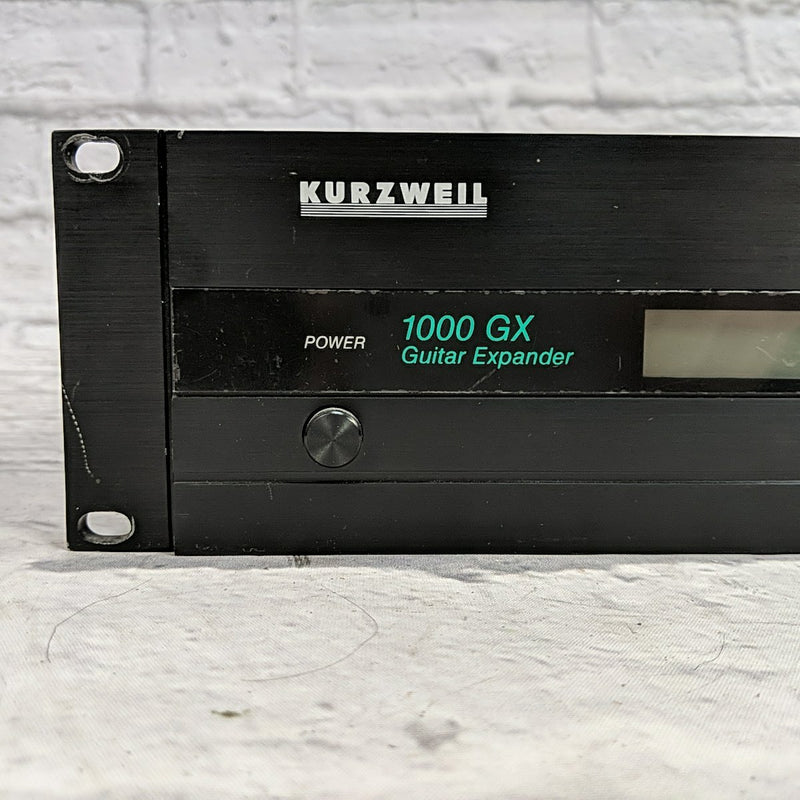 KURZWEIL
1000 GX
POWER
Guitar Expander